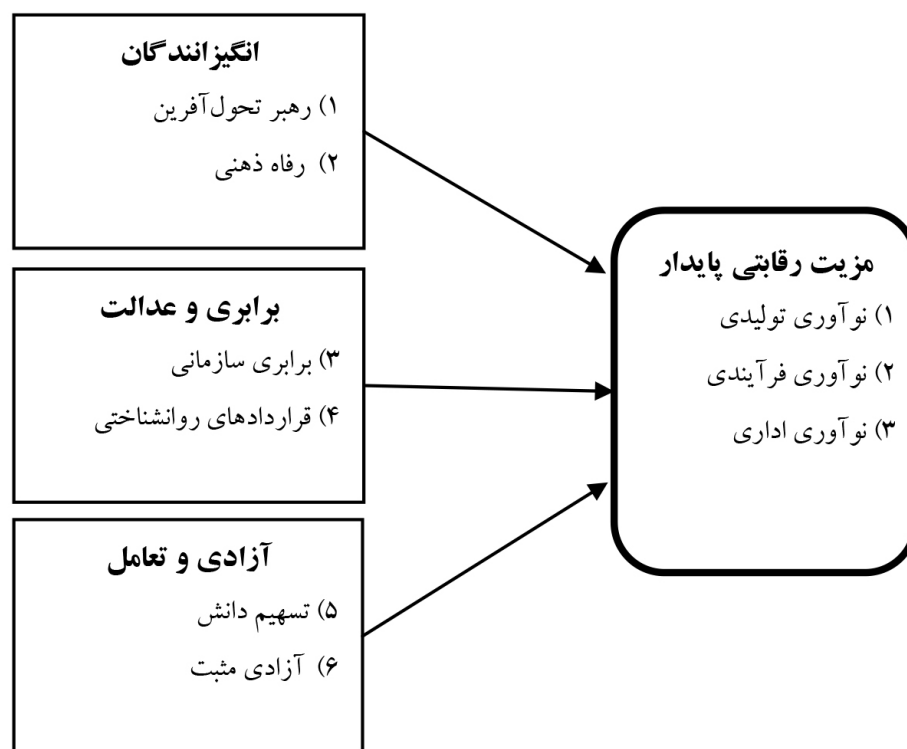 انگیزانندگان
۱) رهبر تحول‌آفرین
۲) رفاه ذهنی
برابری و عدالت
۳) برابری سازمانی
۴) قراردادهای روانشناختی
آزادی و تعامل
۵) تسهیم دانش
۶) آزادی مثبت
مزیت رقابتی پایدار
۱) نوآوری تولیدی
۲) نوآوری فرآیندی
۳) نوآوری اداری